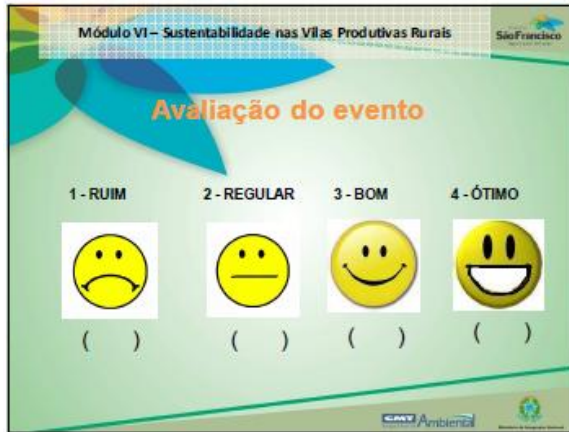 Módulo VI – Sustentabilidade nas Vilas Produtivas Rurais
São Francisco
Avaliação do evento
1 - RUIM
2 - REGULAR
3 - BOM
4 - ÓTIMO
( )
( )
( )
( )
CMT Ambiental